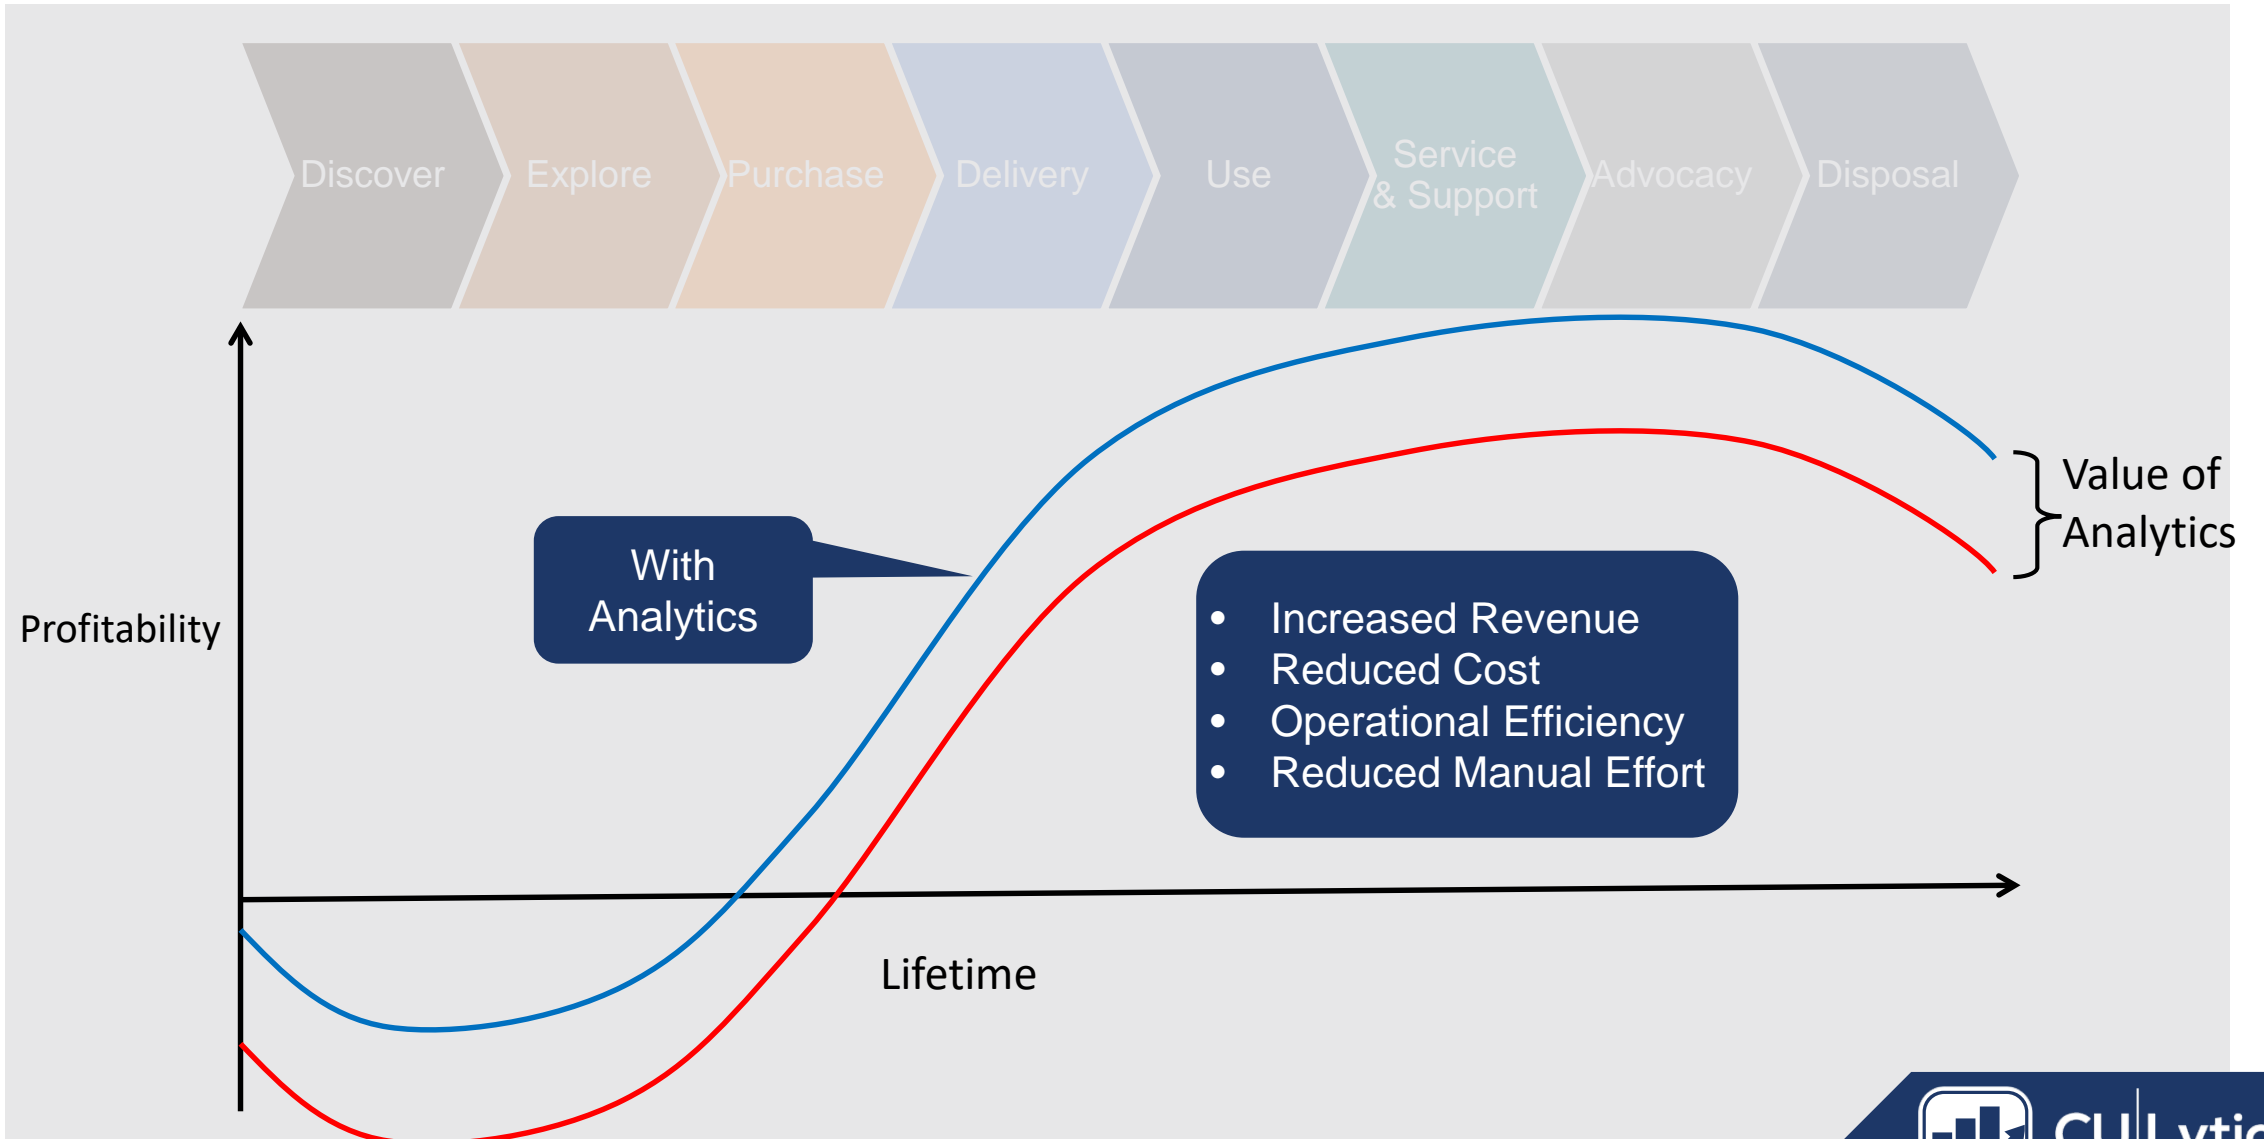 Discover
Explore
Purchase
Delivery
Use
Service
& Support
Advocacy
Disposal
Value of
Analytics
With
Analytics
Profitability
• Increased Revenue
• Reduced Cost
• Operational Efficiency
• Reduced Manual Effort
Lifetime